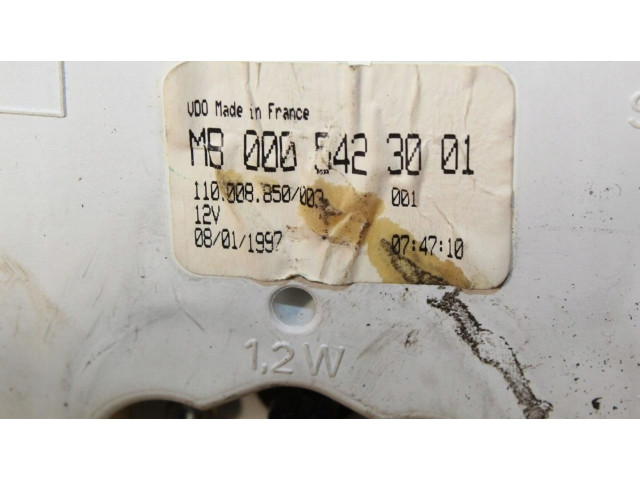 VDO Made in France
MB 000 542 30 01
110.008.850/003 001
12V
08/01/1997 07:47:10
1,2W
S